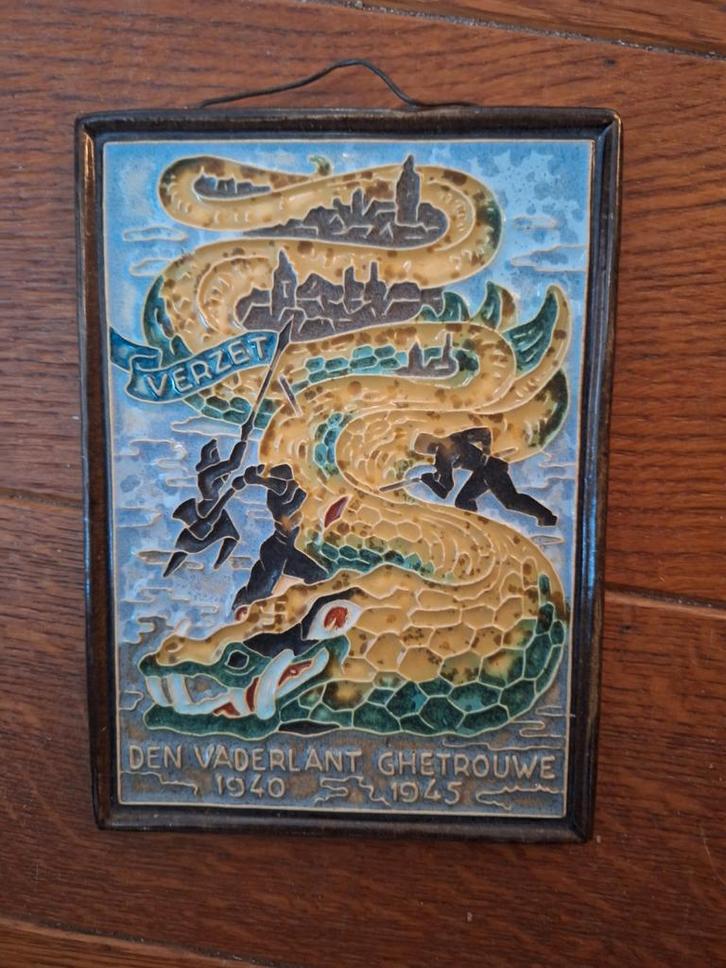 VERZET
DEN VADERLANT GHETROUWE
1940 1945